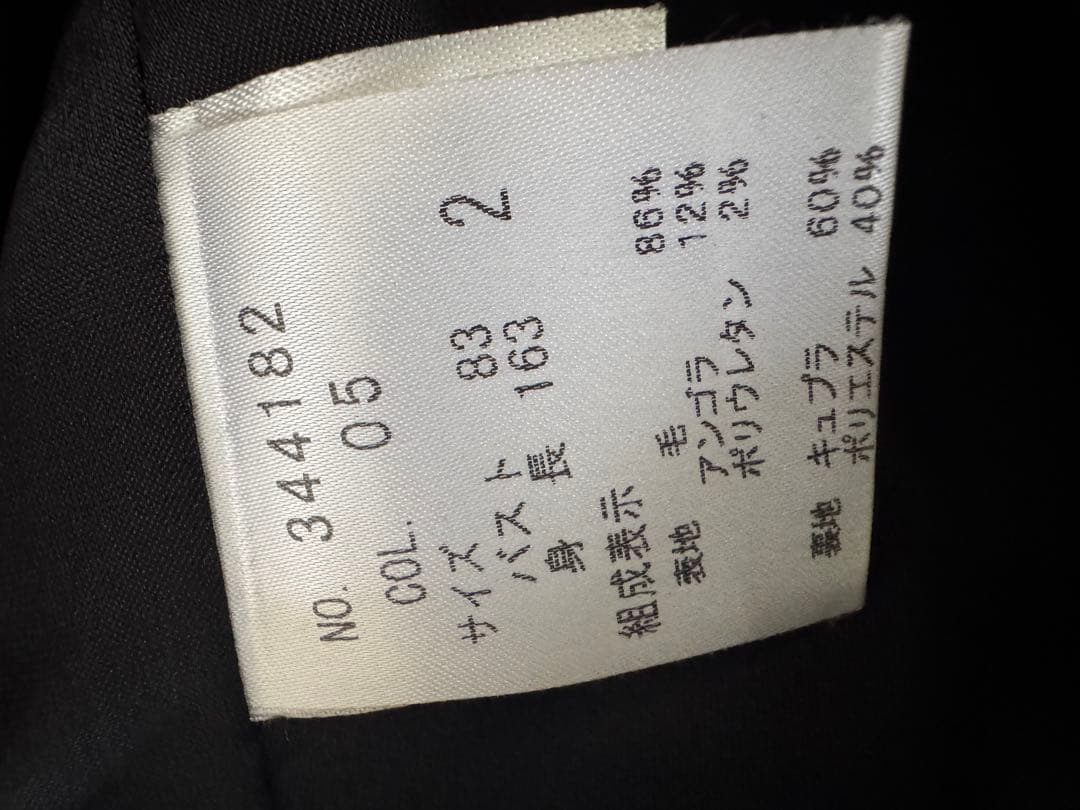 NO. 344182
COL. 05
サイズ 2
バスト 83
身長 163
組成表示
表地 毛 86%
アンゴラ 12%
ポリウレタン 2%
裏地 キュプラ 60%
ポリエステル 40%